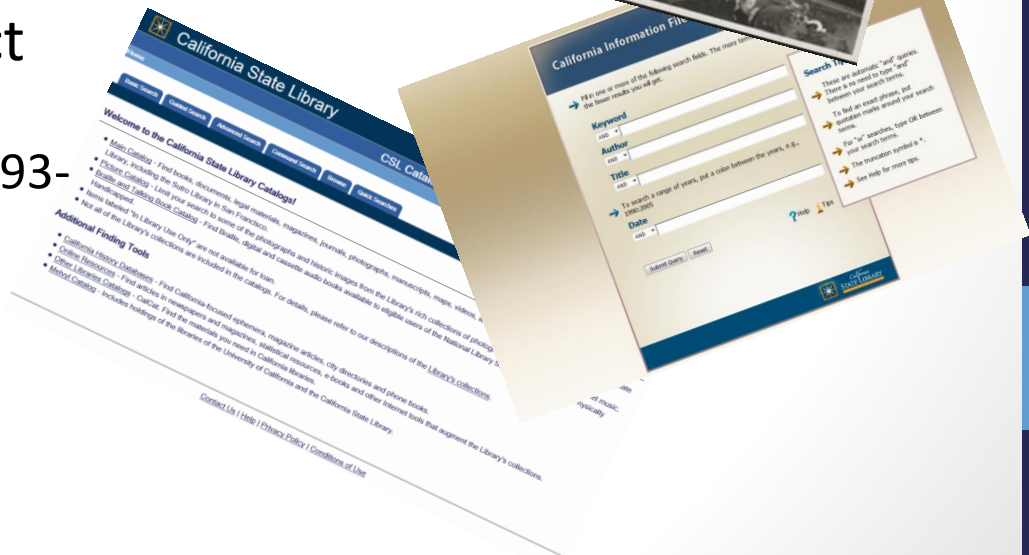 ct
93-
California State Library
CSL
Home
Basic Search
Guided Search
Advanced Search
Command Search
Browse
Quick Searches
Welcome to the California State Library Catalogs!
• Main Catalog - Find books, documents, legal materials, magazines, journals, photographs, manuscripts, maps, videos,
Library, including the Sutro Library in San Francisco.
• Picture Catalog - Limit your search to some of the photographs and historic images from the Library's rich collections of
• Braille and Talking Book Catalog - Find Braille, digital and cassette audio books available to eligible users of the National Library
Handicapped.
• Items labeled "In Library Use Only" are not available for loan.
• Not all of the Library's collections are included in the catalogs. For details, please refer to our descriptions of the Library's collections.
Additional Finding Tools
• California History Databases - Find California-focused ephemera, magazine articles, city directories and phone books.
• Online Resources - Find articles in newspapers and magazines, statistical resources, e-books and other Internet tools that augment the Library's collections.
• Other Libraries Catalogs - CalCat. Find the materials you need in California libraries.
• Melvyl Catalog - Includes holdings of the libraries of the University of California and the California State Library.
Contact Us | Help | Privacy Policy | Conditions of Use
music.
California Information File
Fill in one or more of the following search fields. The more
the fewer results you will get.
Keyword
AND
Author
AND
Title
AND
To search a range of years, put a colon between the years, e.g.,
1990:2005
Date
AND
Submit Query
Reset
Help
Tips
Search
These are automatic "and" queries.
There is no need to type "and"
between your search terms.
To find an exact phrase, put
quotation marks around your search
terms.
For "or" searches, type OR between
your search terms.
The truncation symbol is *.
See Help for more tips.
California
STATE LIBRARY